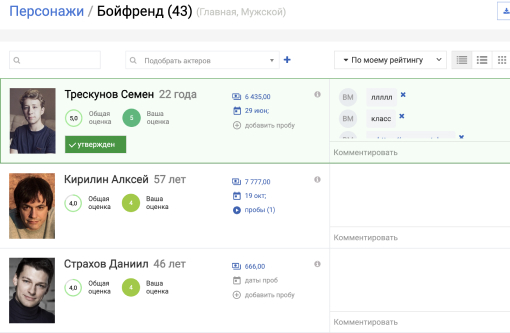 Персонажи / Бойфренд (43) (Главная, Мужской)
Подобрать актеров
По моему рейтингу
Трескунов Семен 22 года
5,0 Общая оценка 5 Ваша оценка
утвержден
6 435,00
29 июн;
добавить пробу
ВМ ллллл
ВМ класс
ВМ
Комментировать
Кирилин Алксей 57 лет
4,0 Общая оценка 4 Ваша оценка
7 777,00
19 окт;
пробы (1)
Комментировать
Страхов Даниил 46 лет
4,0 Общая оценка 4 Ваша оценка
666,00
даты проб
добавить пробу
Комментировать